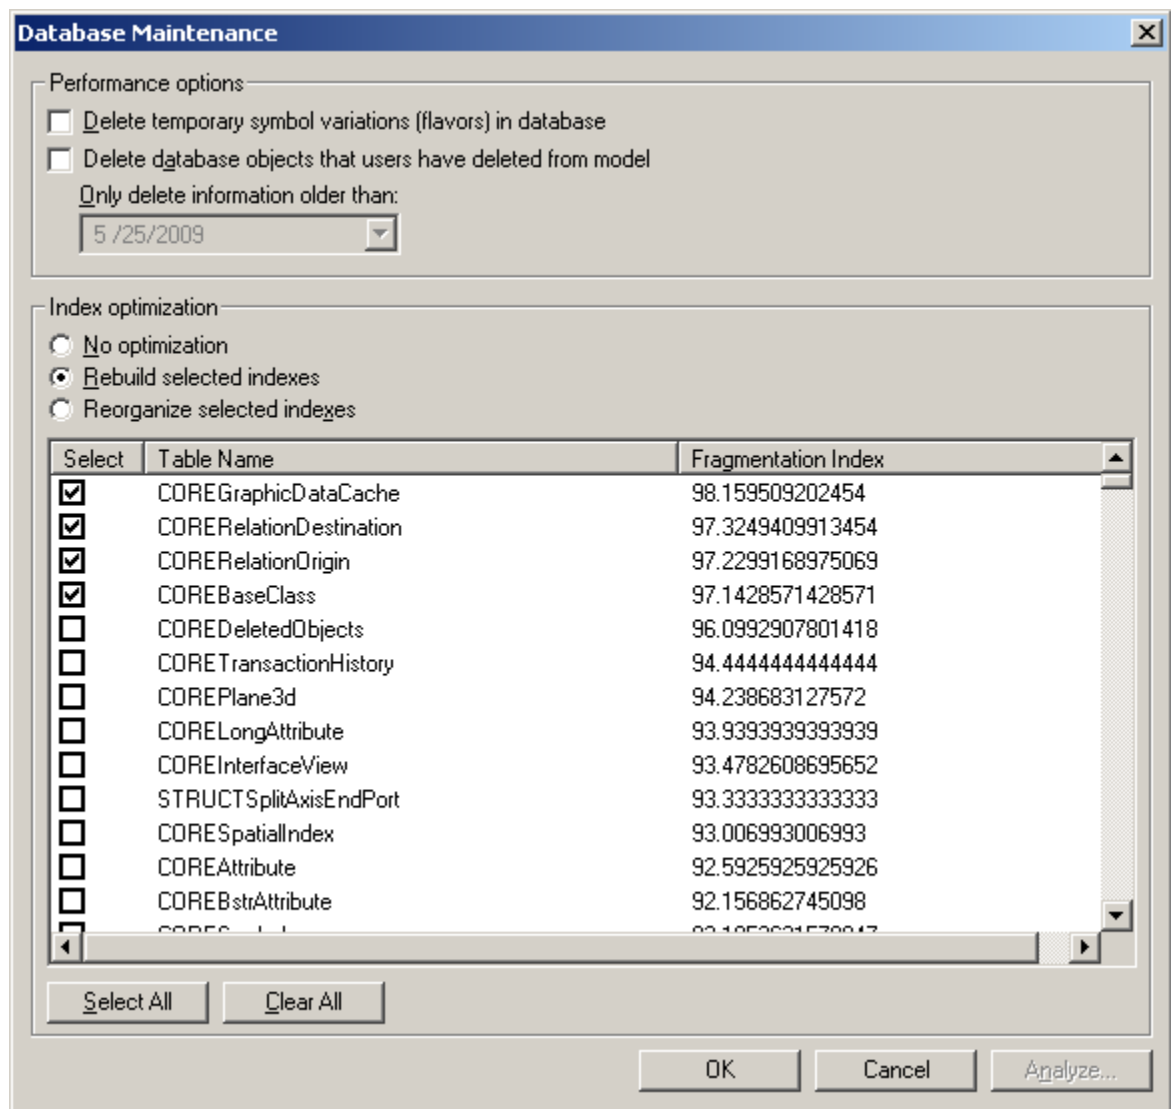 Database Maintenance
Performance options
Delete temporary symbol variations (flavors) in database
Delete database objects that users have deleted from model
Only delete information older than:
5 /25/2009
Index optimization
No optimization
Rebuild selected indexes
Reorganize selected indexes
Select Table Name Fragmentation Index
COREGraphicDataCache 98.159509202454
CORERelationDestination 97.3249409913454
CORERelationOrigin 97.2299168975069
COREBaseClass 97.1428571428571
COREDeletedObjects 96.0992907801418
CORETransactionHistory 94.4444444444444
COREPlane3d 94.238683127572
CORELongAttribute 93.9393939393939
COREInterfaceView 93.4782608695652
STRUCTSplitAxisEndPort 93.3333333333333
CORESpatialIndex 93.006993006993
COREAttribute 92.5925925925926
COREBstrAttribute 92.156862745098
Select All Clear All
OK Cancel Analyze...